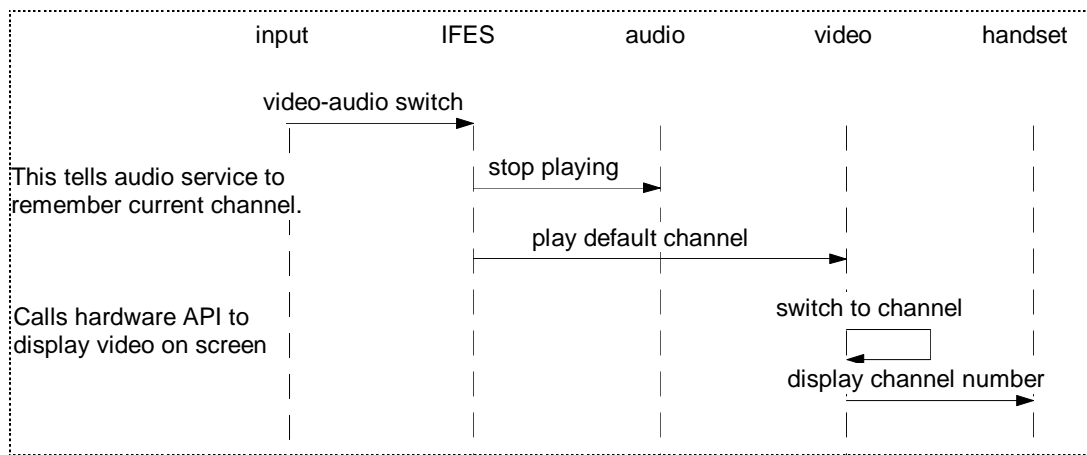 input IFES audio video handset
video-audio switch
stop playing
This tells audio service to
remember current channel.
play default channel
switch to channel
Calls hardware API to
display video on screen
display channel number